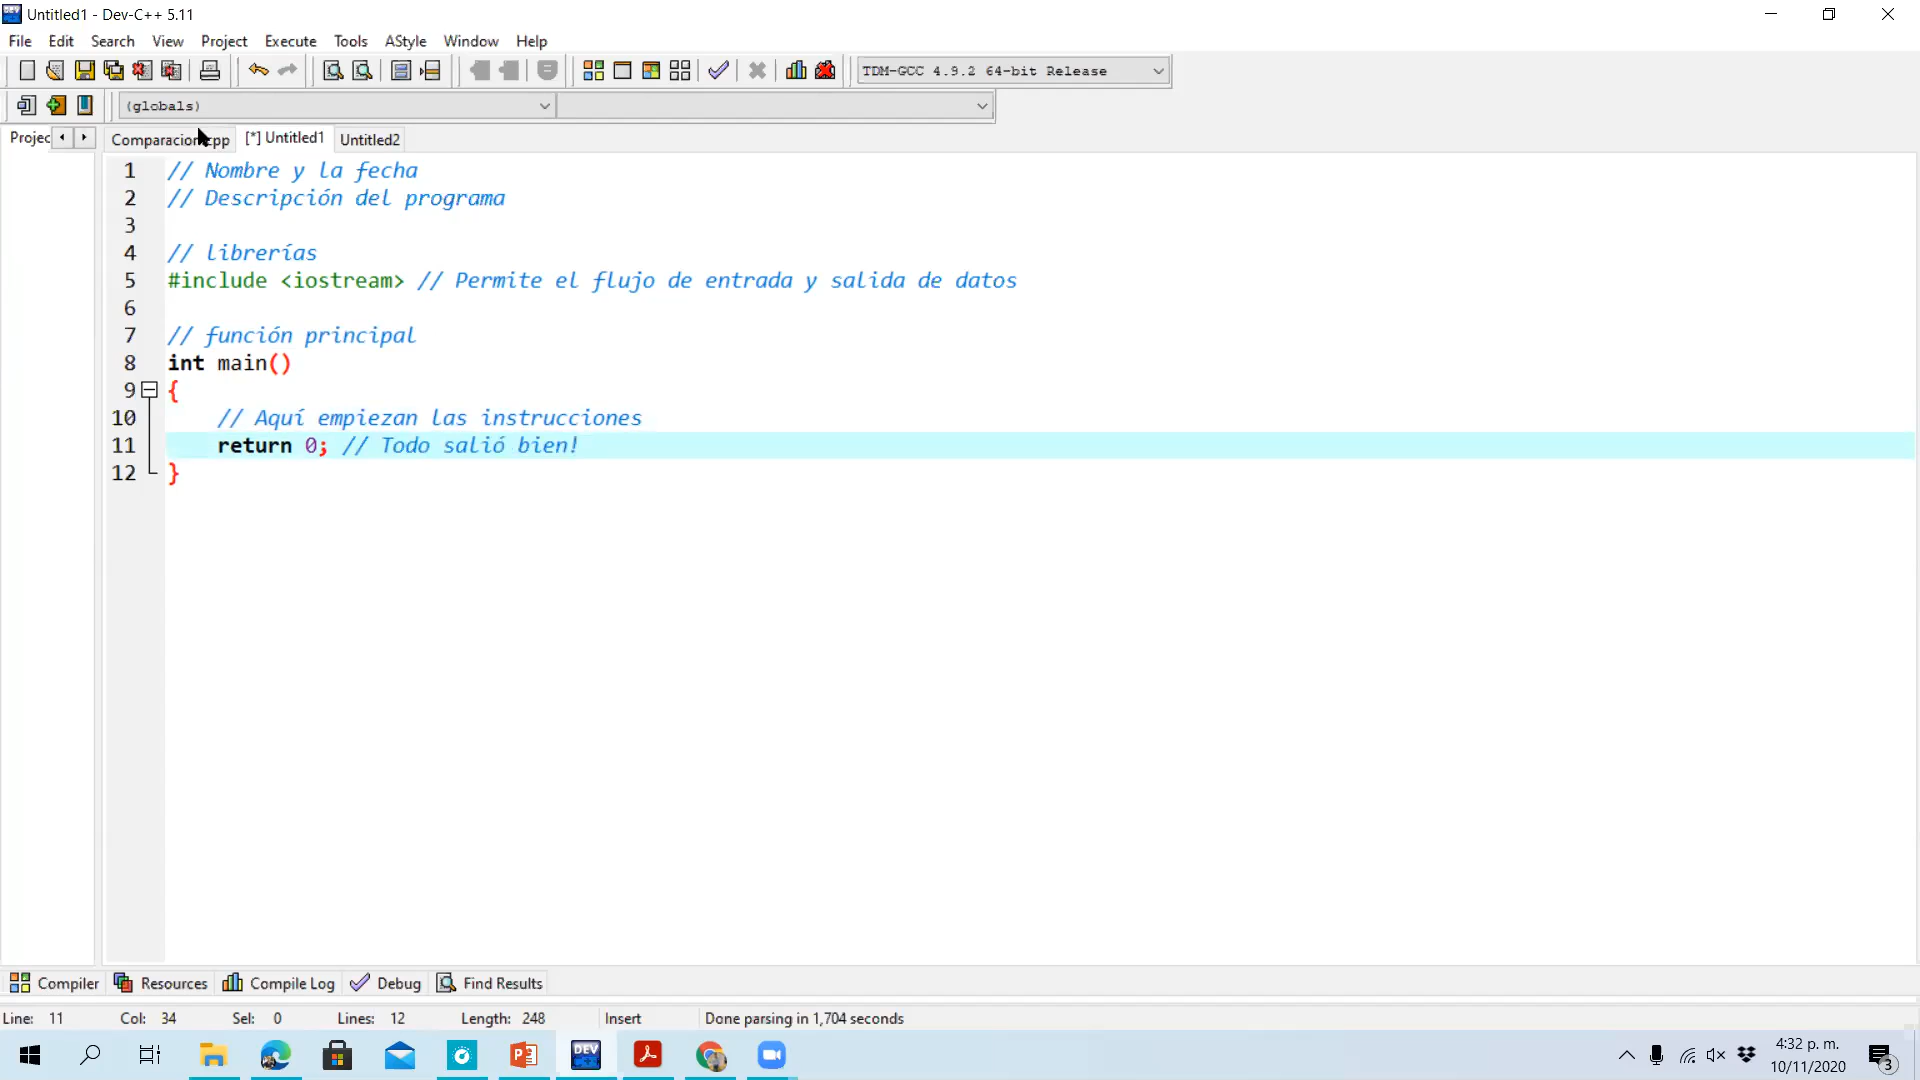 Untitled1 - Dev-C++ 5.11
File Edit Search View Project Execute Tools AStyle Window Help
TDM-GCC 4.9.2 64-bit Release
(globals)
Projec Comparacion.cpp [*] Untitled1 Untitled2
1 // Nombre y la fecha
2 // Descripción del programa
3
4 // librerías
5 #include <iostream> // Permite el flujo de entrada y salida de datos
6
7 // función principal
8 int main()
9 {
10 // Aquí empiezan las instrucciones
11 return 0; // Todo salió bien!
12 }
Compiler Resources Compile Log Debug Find Results
Line: 11 Col: 34 Sel: 0 Lines: 12 Length: 248 Insert Done parsing in 1,704 seconds
DEV
4:32 p. m.
10/11/2020
3